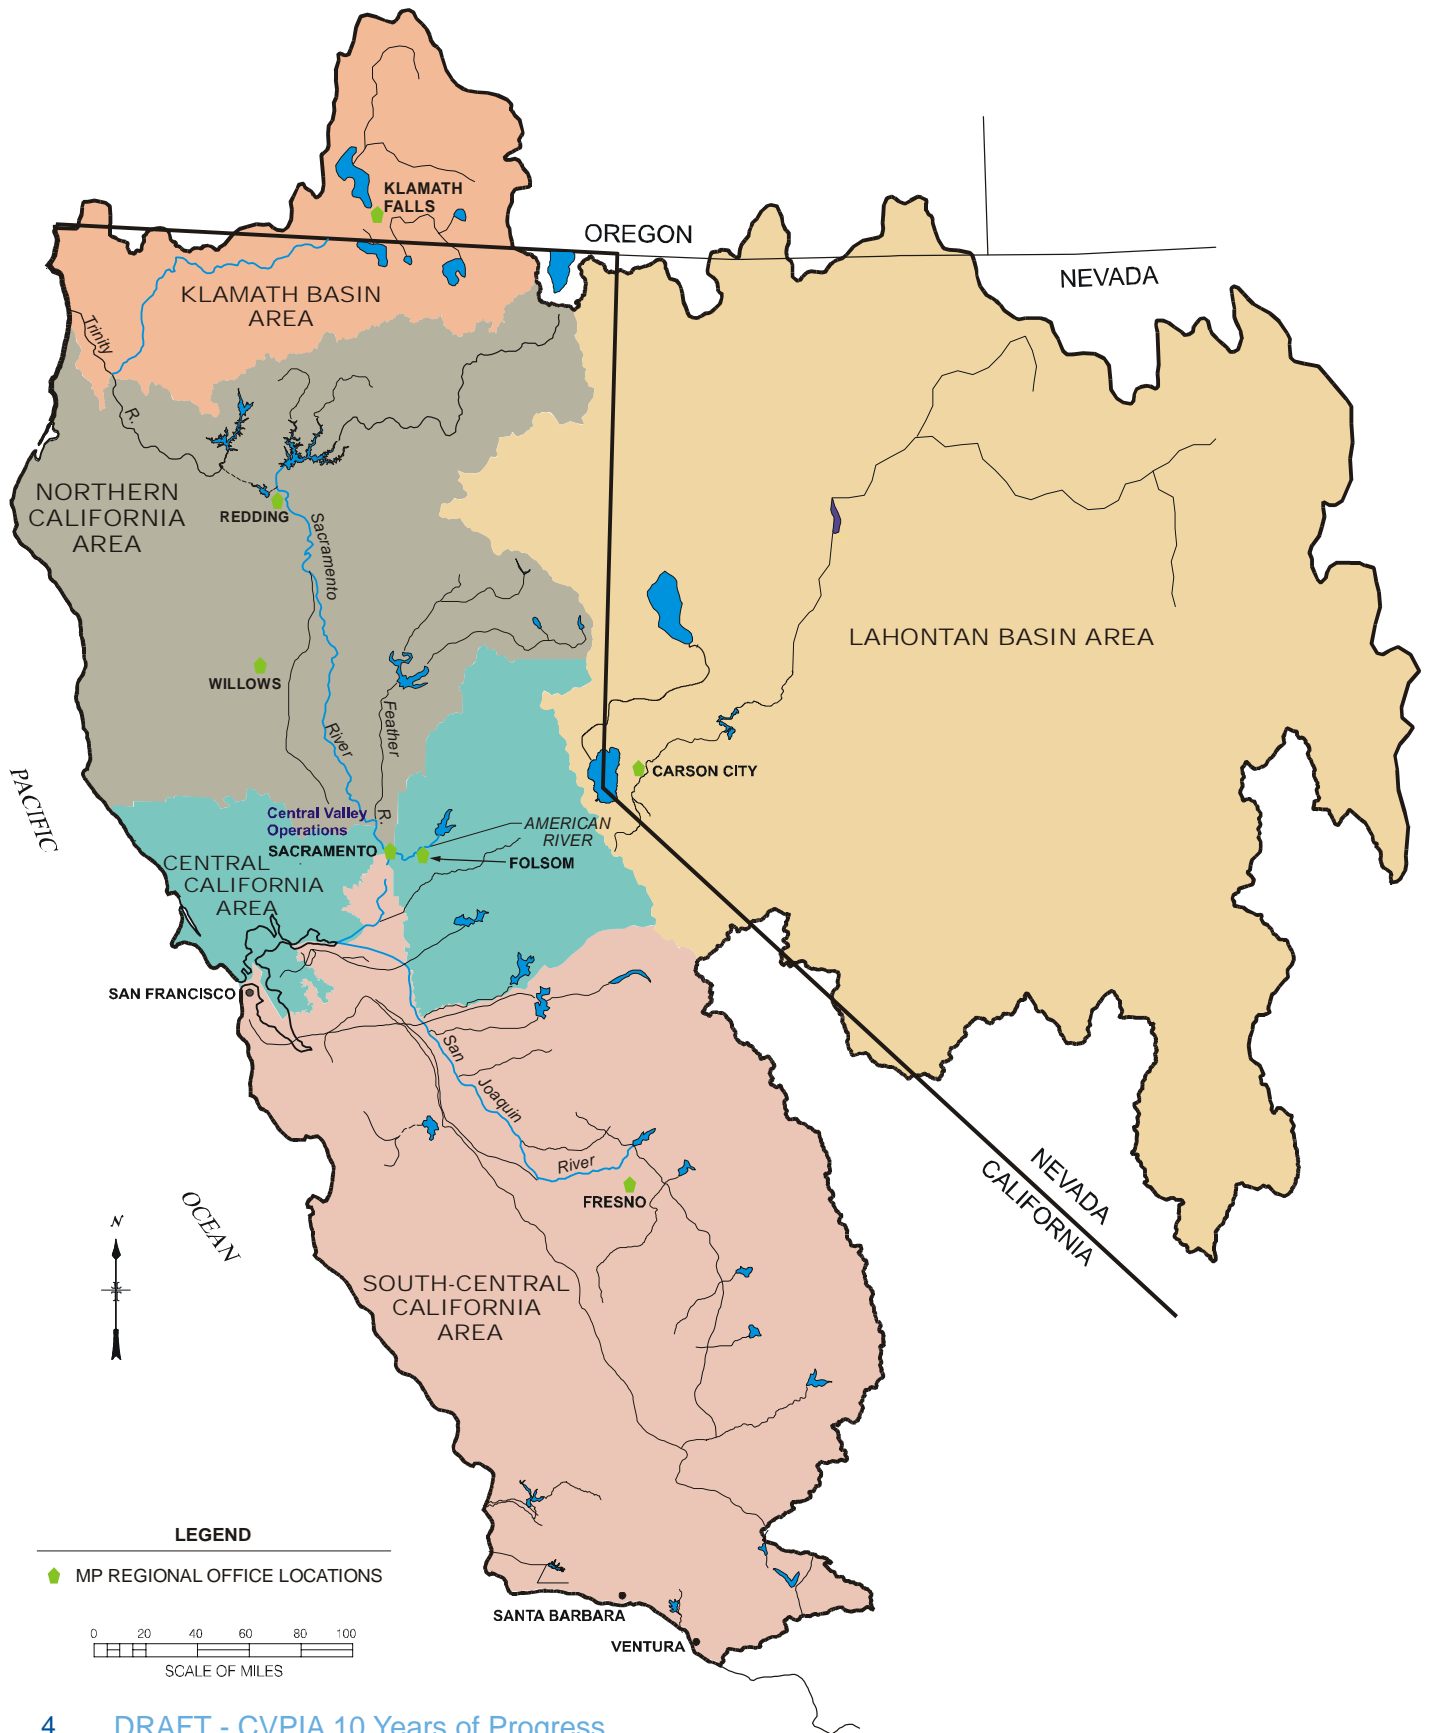 KLAMATH
FALLS
OREGON
NEVADA
KLAMATH BASIN
AREA
Trinity
R.
NORTHERN
CALIFORNIA
AREA
REDDING
Sacramento
LAHONTAN BASIN AREA
WILLOWS
Feather
River
CARSON CITY
PACIFIC
Central Valley
Operations
R.
AMERICAN
RIVER
SACRAMENTO
FOLSOM
CENTRAL
CALIFORNIA
AREA
SAN FRANCISCO
San
Joaquin
River
FRESNO
NEVADA
CALIFORNIA
OCEAN
N
SOUTH-CENTRAL
CALIFORNIA
AREA
LEGEND
MP REGIONAL OFFICE LOCATIONS
SANTA BARBARA
VENTURA
0 20 40 60 80 100
SCALE OF MILES
4 DRAFT - CVPIA 10 Years of Progress